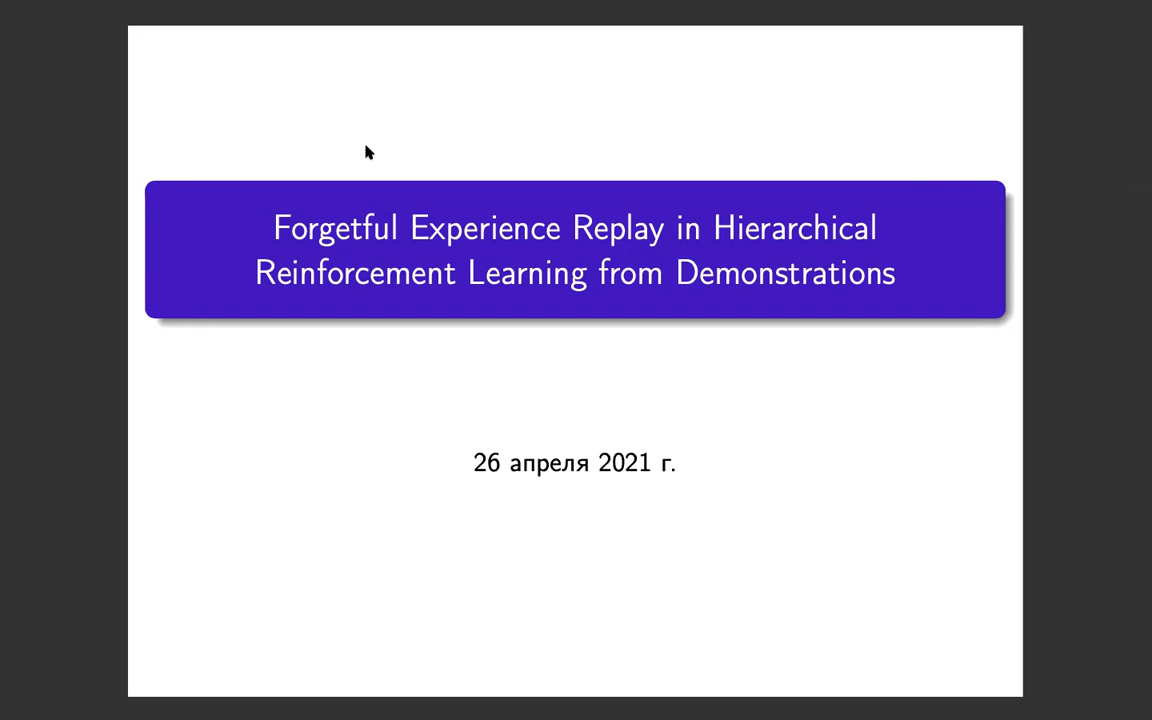 Forgetful Experience Replay in Hierarchical
Reinforcement Learning from Demonstrations
26 апреля 2021 г.